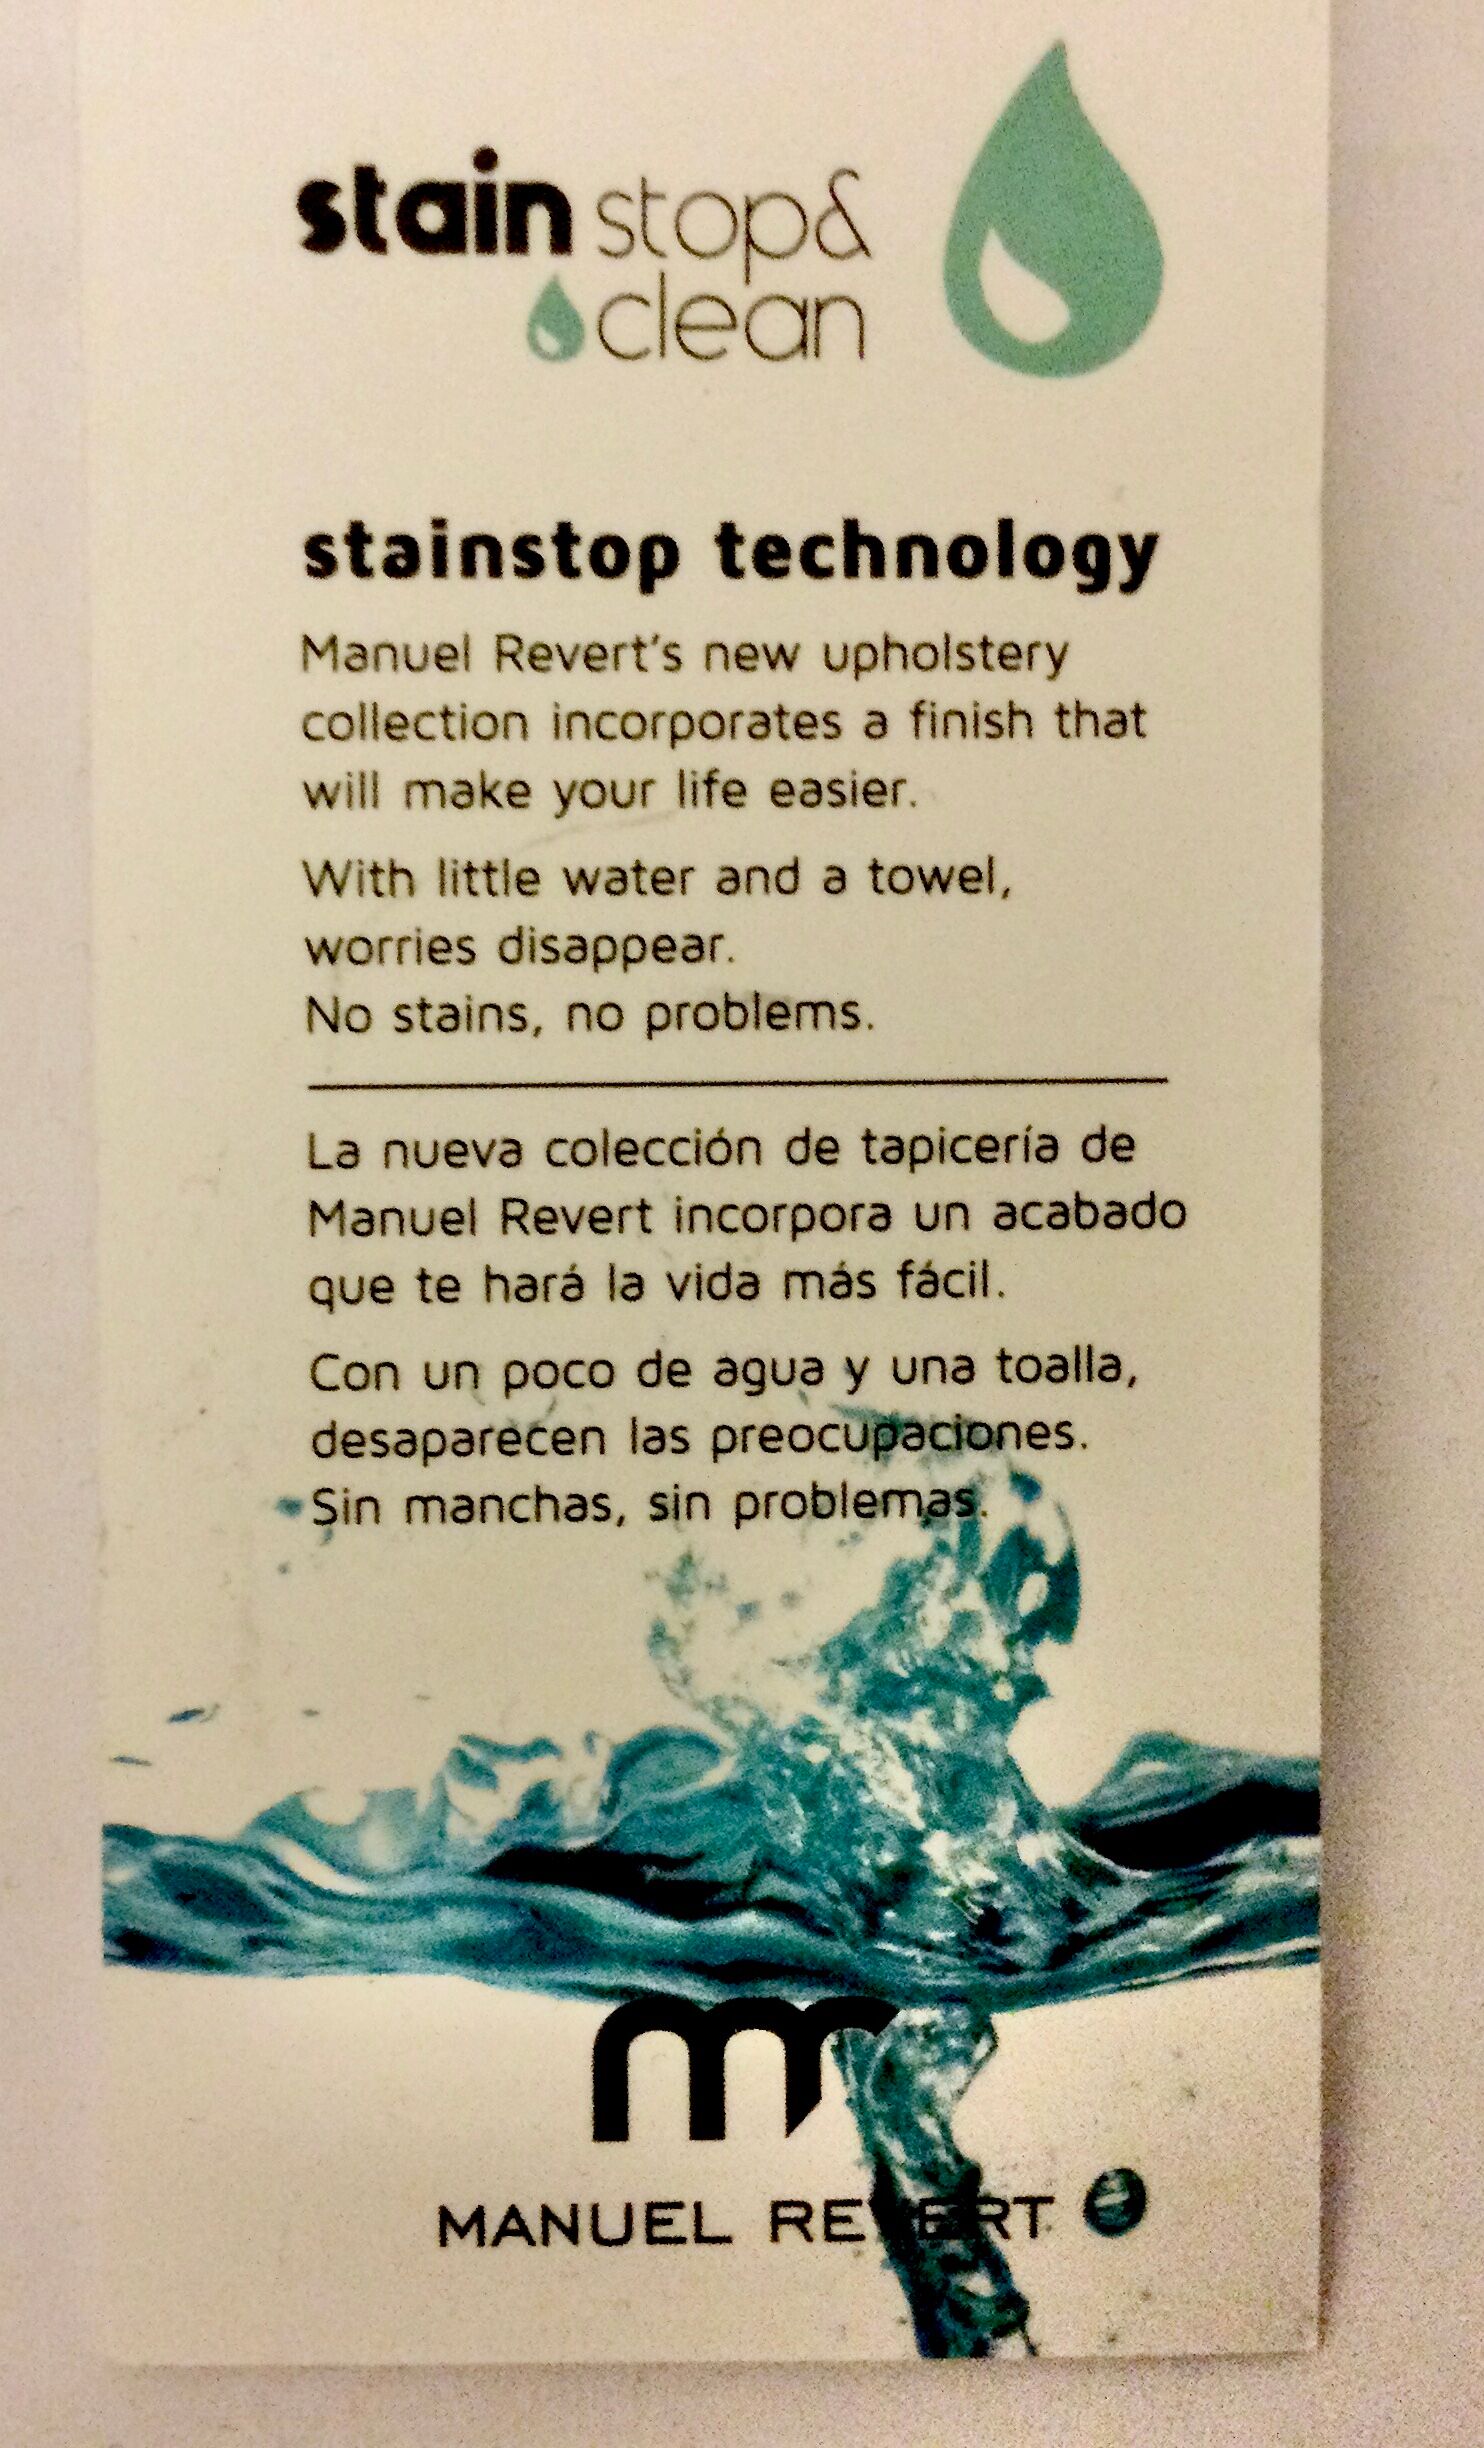 stain stop&
clean
stainstop technology
Manuel Revert's new upholstery
collection incorporates a finish that
will make your life easier.
With little water and a towel,
worries disappear.
No stains, no problems.
La nueva colección de tapicería de
Manuel Revert incorpora un acabado
que te hará la vida más fácil.
Con un poco de agua y una toalla,
desaparecen las preocupaciones.
Sin manchas, sin problemas.
mr
MANUEL REVERT